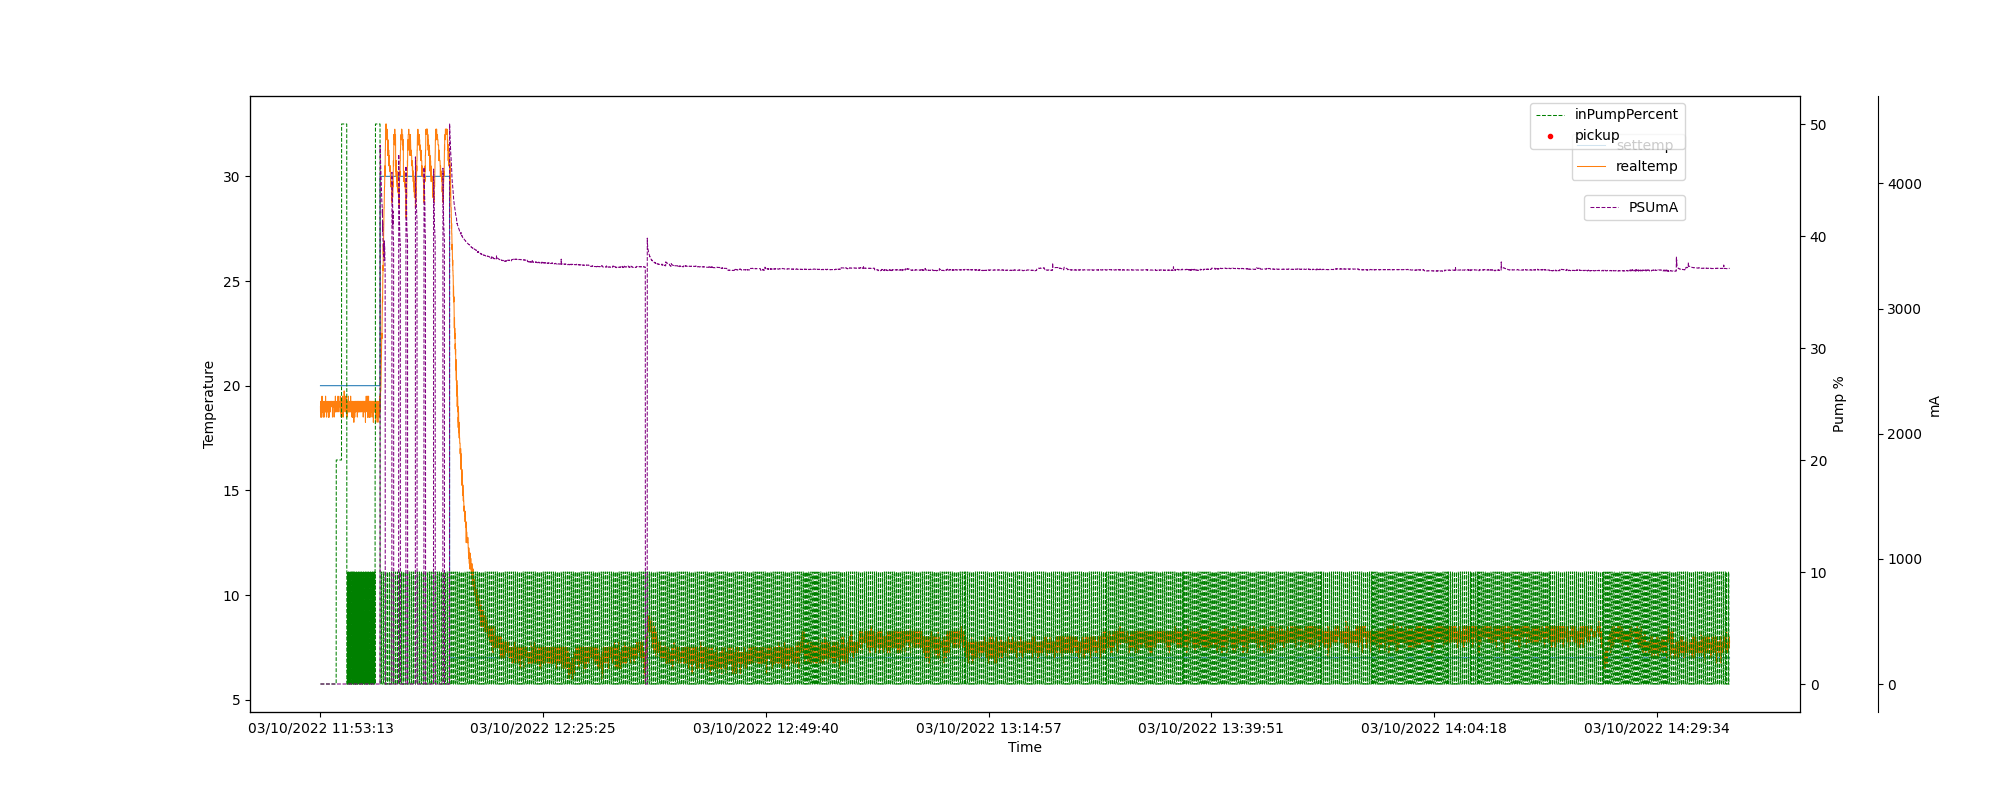 inPumpPercent
pickup
settemp
realtemp
PSUmA
30
25
20
15
10
5
Temperature
50
40
30
20
10
0
Pump %
4000
3000
2000
1000
0
mA
03/10/2022 11:53:13
03/10/2022 12:25:25
03/10/2022 12:49:40
03/10/2022 13:14:57
03/10/2022 13:39:51
03/10/2022 14:04:18
03/10/2022 14:29:34
Time